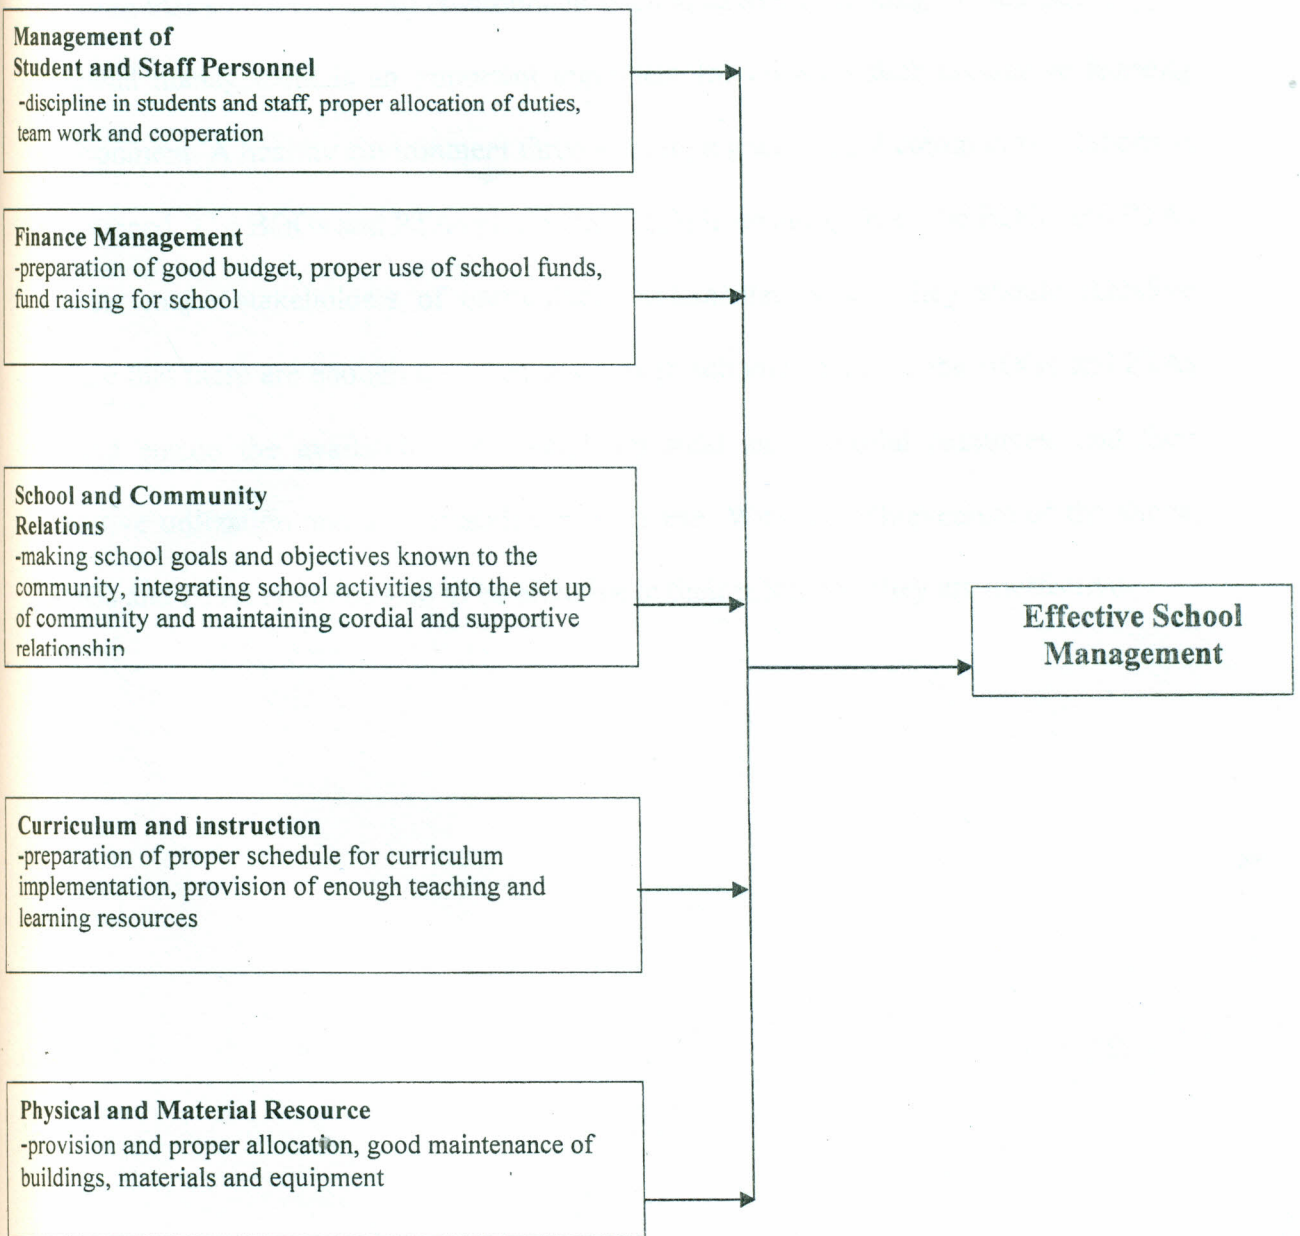 Management of
Student and Staff Personnel
-discipline in students and staff, proper allocation of duties,
team work and cooperation
Finance Management
-preparation of good budget, proper use of school funds,
fund raising for school
School and Community
Relations
-making school goals and objectives known to the
community, integrating school activities into the set up
of community and maintaining cordial and supportive
relationship
Effective School
Management
Curriculum and instruction
-preparation of proper schedule for curriculum
implementation, provision of enough teaching and
learning resources
Physical and Material Resource
-provision and proper allocation, good maintenance of
buildings, materials and equipment